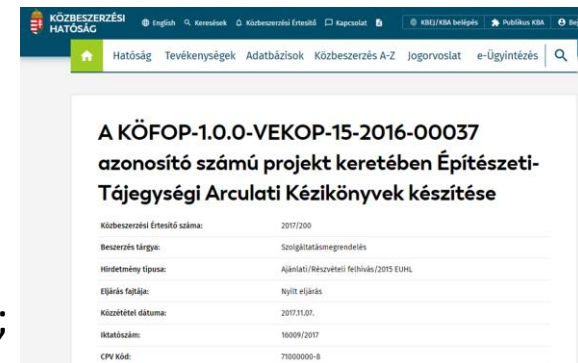 KÖZBESZERZÉSI HATÓSÁG
English Keresések Közbeszerzési Értesítő Kapcsolat KBEJ/KBA belépés Publikus KBA Bej
Hatóság Tevékenységek Adatbázisok Közbeszerzés A-Z Jogorvoslat e-Ügyintézés
A KÖFOP-1.0.0-VEKOP-15-2016-00037
azonosító számú projekt keretében Építészeti-
Tájegységi Arculati Kézikönyvek készítése
Közbeszerzési Értesítő száma: 2017/200
Beszerzés tárgya: Szolgáltatásmegrendelés
Hirdetmény típusa: Ajánlati/Részvételi felhívás/2015 EUHL
Eljárás fajtája: Nyílt eljárás
Közzététel dátuma: 2017.11.07.
;
Iktatószám: 16009/2017
CPV Kód: 71000000-8